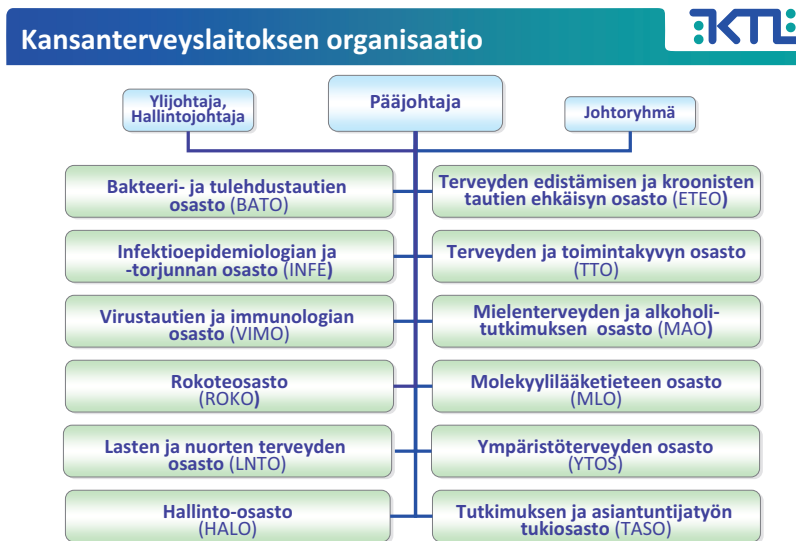 Kansanterveyslaitoksen organisaatio
KTL
Ylijohtaja,
Hallintojohtaja
Pääjohtaja
Johtoryhmä
Bakteeri- ja tulehdustautien
osasto (BATO)
Terveyden edistämisen ja kroonisten
tautien ehkäisyn osasto (ETEO)
Infektioepidemiologian ja
-torjunnan osasto (INFE)
Terveyden ja toimintakyvyn osasto
(TTO)
Virustautien ja immunologian
osasto (VIMO)
Mielenterveyden ja alkoholi-
tutkimuksen osasto (MAO)
Rokoteosasto
(ROKO)
Molekyylilääketieteen osasto
(MLO)
Lasten ja nuorten terveyden
osasto (LNTO)
Ympäristöterveyden osasto
(YTOS)
Hallinto-osasto
(HALO)
Tutkimuksen ja asiantuntijatyön
tukiosasto (TASO)